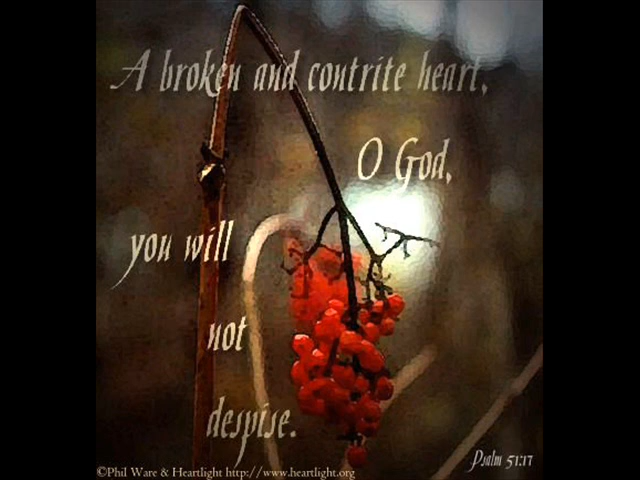 A broken and contrite heart,
O God,
you will
not
despise.
Psalm 51:17
©Phil Ware & Heartlight http://www.heartlight.org